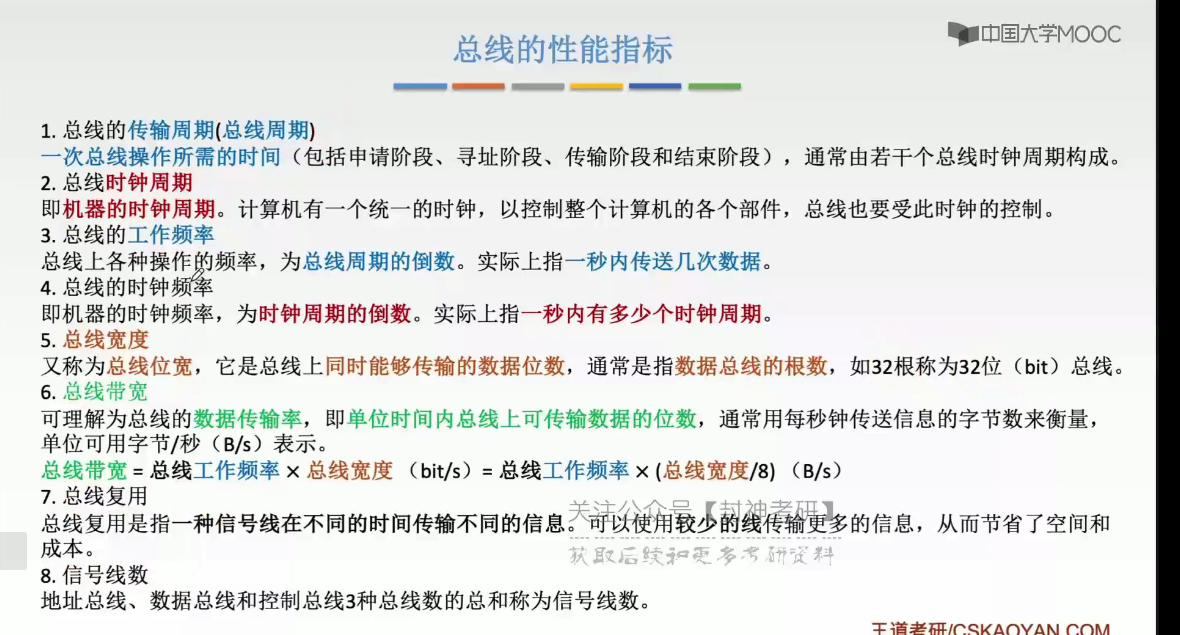 总线的性能指标
中国大学MOOC
1. 总线的传输周期(总线周期)
一次总线操作所需的时间（包括申请阶段、寻址阶段、传输阶段和结束阶段），通常由若干个总线时钟周期构成。
2. 总线时钟周期
即机器的时钟周期。计算机有一个统一的时钟，以控制整个计算机的各个部件，总线也要受此时钟的控制。
3. 总线的工作频率
总线上各种操作的频率，为总线周期的倒数。实际上指一秒内传送几次数据。
4. 总线的时钟频率
即机器的时钟频率，为时钟周期的倒数。实际上指一秒内有多少个时钟周期。
5. 总线宽度
又称为总线位宽，它是总线上同时能够传输的数据位数，通常是指数据总线的根数，如32根称为32位（bit）总线。
6. 总线带宽
可理解为总线的数据传输率，即单位时间内总线上可传输数据的位数，通常用每秒钟传送信息的字节数来衡量，
单位可用字节/秒（B/s）表示。
总线带宽 = 总线工作频率 × 总线宽度 （bit/s）= 总线工作频率 × (总线宽度/8) （B/s）
7. 总线复用
关注公众号【封神考研】
总线复用是指一种信号线在不同的时间传输不同的信息。可以使用较少的线传输更多的信息，从而节省了空间和
成本。
获取后续和更多考研资料
8. 信号线数
地址总线、数据总线和控制总线3种总线数的总和称为信号线数。
王道考研/CSKAOYAN.COM